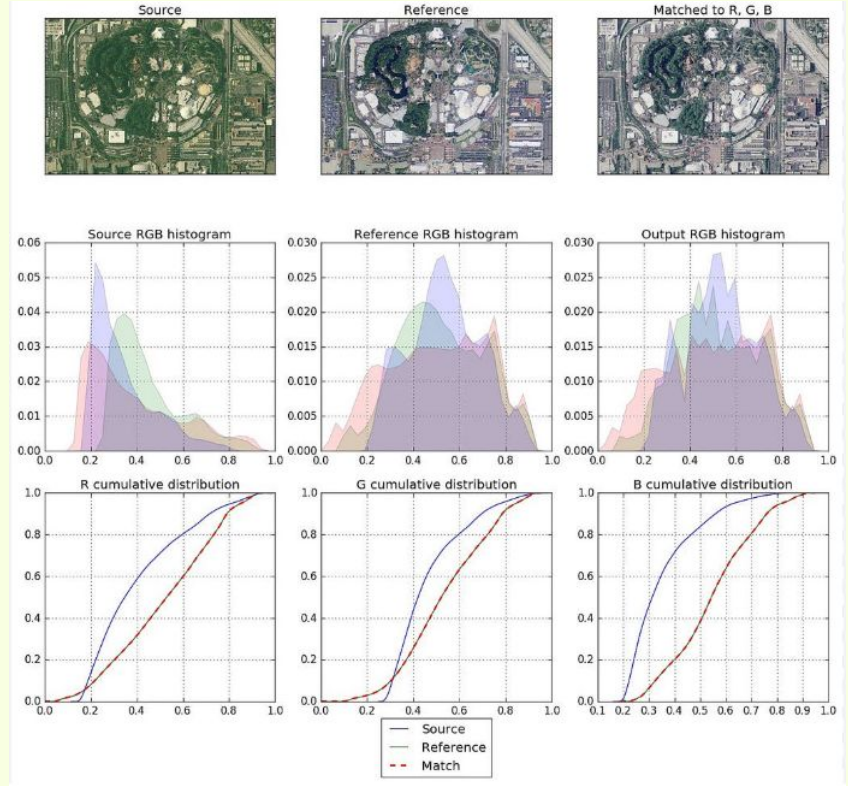 Source Reference Matched to R, G, B
Source RGB histogram Reference RGB histogram Output RGB histogram
0.06 0.030 0.030
0.05 0.025 0.025
0.04 0.020 0.020
0.03 0.015 0.015
0.02 0.010 0.010
0.01 0.005 0.005
0.00 0.000 0.000
0.0 0.2 0.4 0.6 0.8 1.0 0.0 0.2 0.4 0.6 0.8 1.0 0.0 0.2 0.4 0.6 0.8 1.0
R cumulative distribution G cumulative distribution B cumulative distribution
1.0 1.0 1.0
0.8 0.8 0.8
0.6 0.6 0.6
0.4 0.4 0.4
0.2 0.2 0.2
0.0 0.0 0.0
0.0 0.2 0.4 0.6 0.8 1.0 0.0 0.2 0.4 0.6 0.8 1.0 0.1 0.2 0.3 0.4 0.5 0.6 0.7 0.8 0.9 1.0
Source
Reference
Match